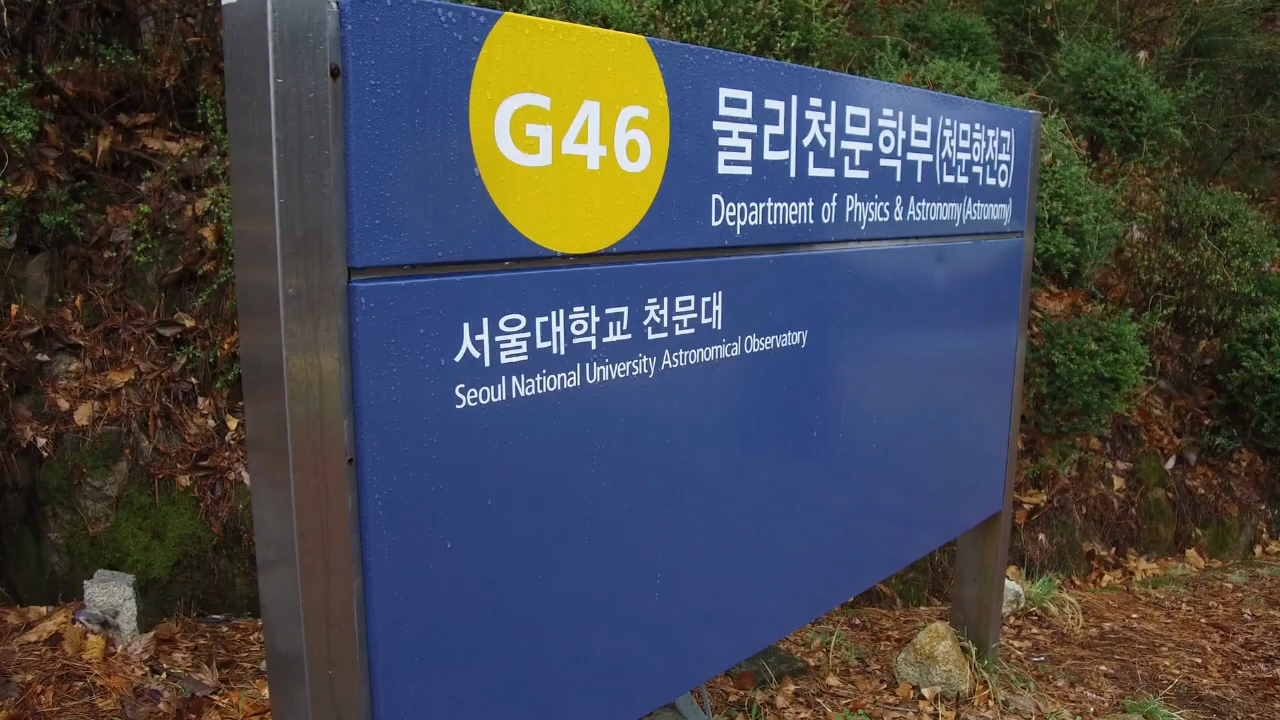 G46
물리천문학부(천문학전공)
Department of Physics & Astronomy(Astronomy)
서울대학교 천문대
Seoul National University Astronomical Observatory